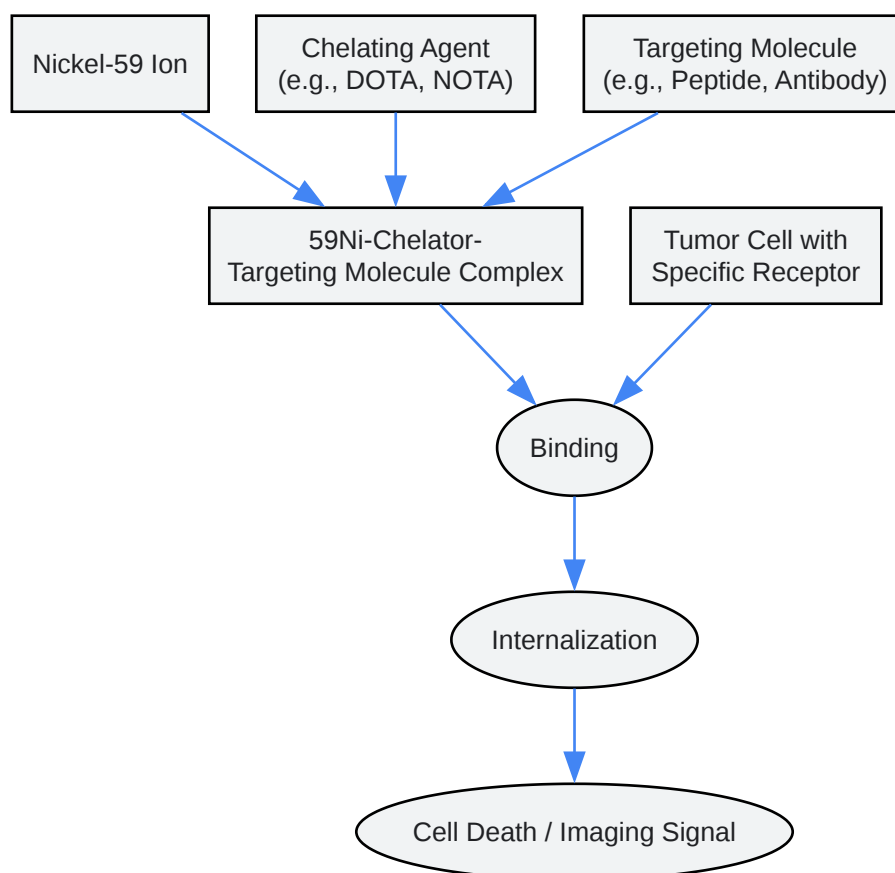 Nickel-59 Ion
Chelating Agent
(e.g., DOTA, NOTA)
Targeting Molecule
(e.g., Peptide, Antibody)
59Ni-Chelator-
Targeting Molecule Complex
Tumor Cell with
Specific Receptor
Binding
Internalization
Cell Death / Imaging Signal